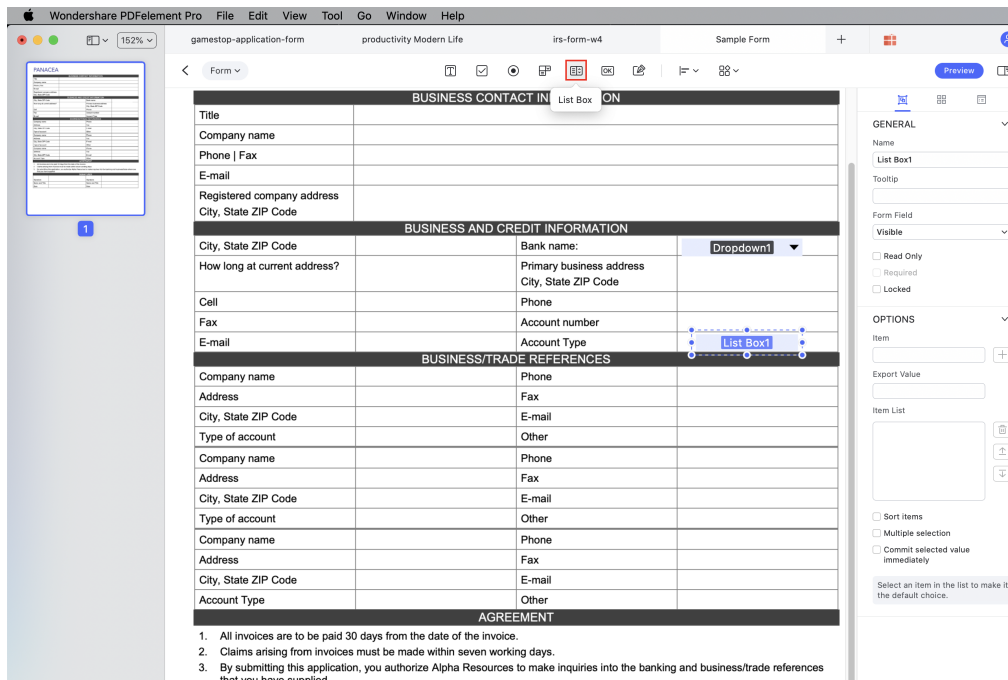 Wondershare PDFelement Pro File Edit View Tool Go Window Help
152%
gamestop-application-form productivity Modern Life irs-form-w4 Sample Form +
Form
T OK
Preview
List Box
PANACEA
1
BUSINESS CONTACT IN ON
Title
Company name
Phone | Fax
E-mail
Registered company address
City, State ZIP Code
BUSINESS AND CREDIT INFORMATION
City, State ZIP Code Bank name: Dropdown1
How long at current address? Primary business address
City, State ZIP Code
Cell Phone
Fax Account number
E-mail Account Type List Box1
BUSINESS/TRADE REFERENCES
Company name Phone
Address Fax
City, State ZIP Code E-mail
Type of account Other
Company name Phone
Address Fax
City, State ZIP Code E-mail
Type of account Other
Company name Phone
Address Fax
City, State ZIP Code E-mail
Account Type Other
AGREEMENT
1. All invoices are to be paid 30 days from the date of the invoice.
2. Claims arising from invoices must be made within seven working days.
3. By submitting this application, you authorize Alpha Resources to make inquiries into the banking and business/trade references
that you have supplied
GENERAL
Name
List Box1
Tooltip
Form Field
Visible
Read Only
Required
Locked
OPTIONS
Item
Export Value
Item List
Sort items
Multiple selection
Commit selected value
immediately
Select an item in the list to make it
the default choice.